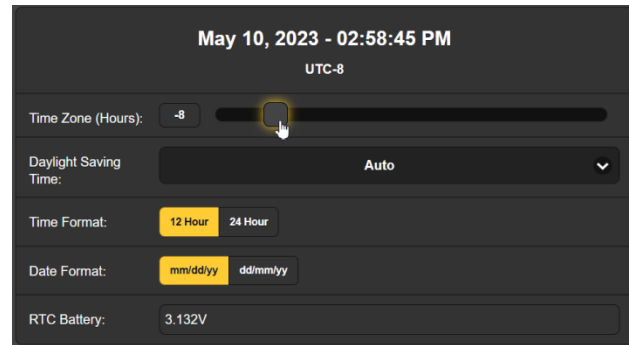 May 10, 2023 - 02:58:45 PM
UTC-8
Time Zone (Hours): -8
Daylight Saving
Time:
Auto
Time Format: 12 Hour 24 Hour
Date Format: mm/dd/yy dd/mm/yy
RTC Battery: 3.132V